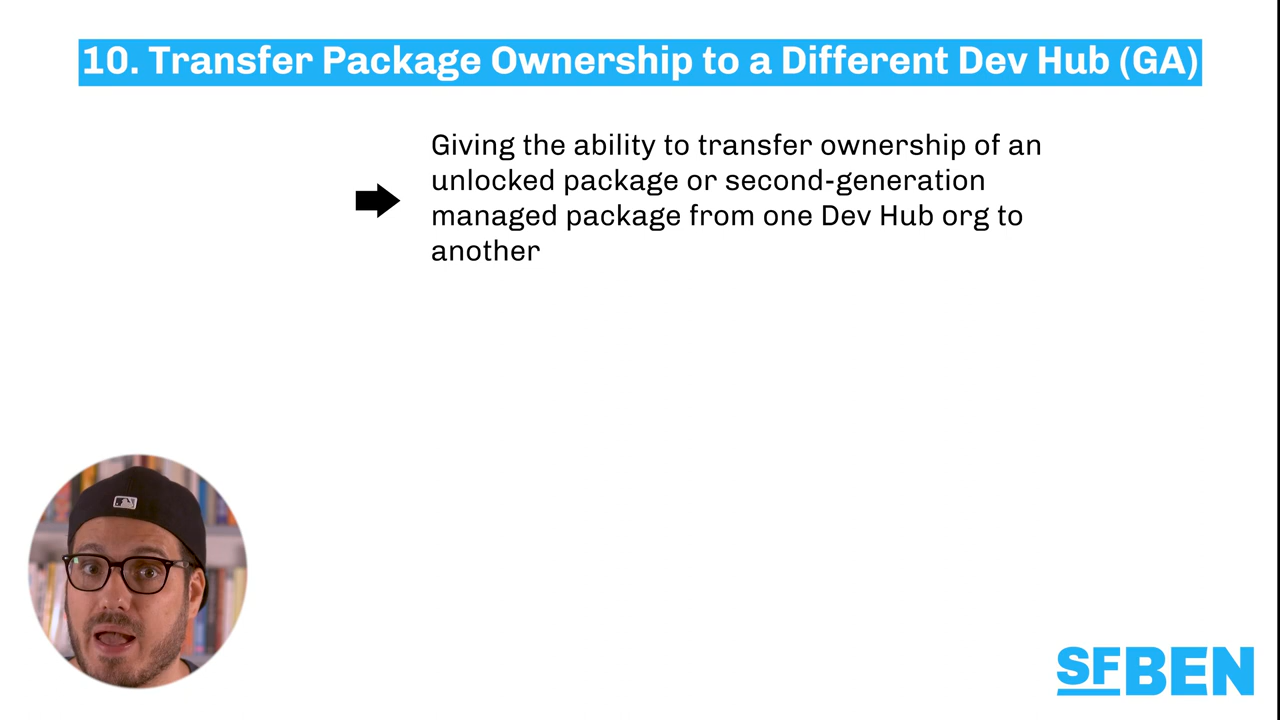 10. Transfer Package Ownership to a Different Dev Hub (GA)
Giving the ability to transfer ownership of an
unlocked package or second-generation
managed package from one Dev Hub org to
another
SFBEN